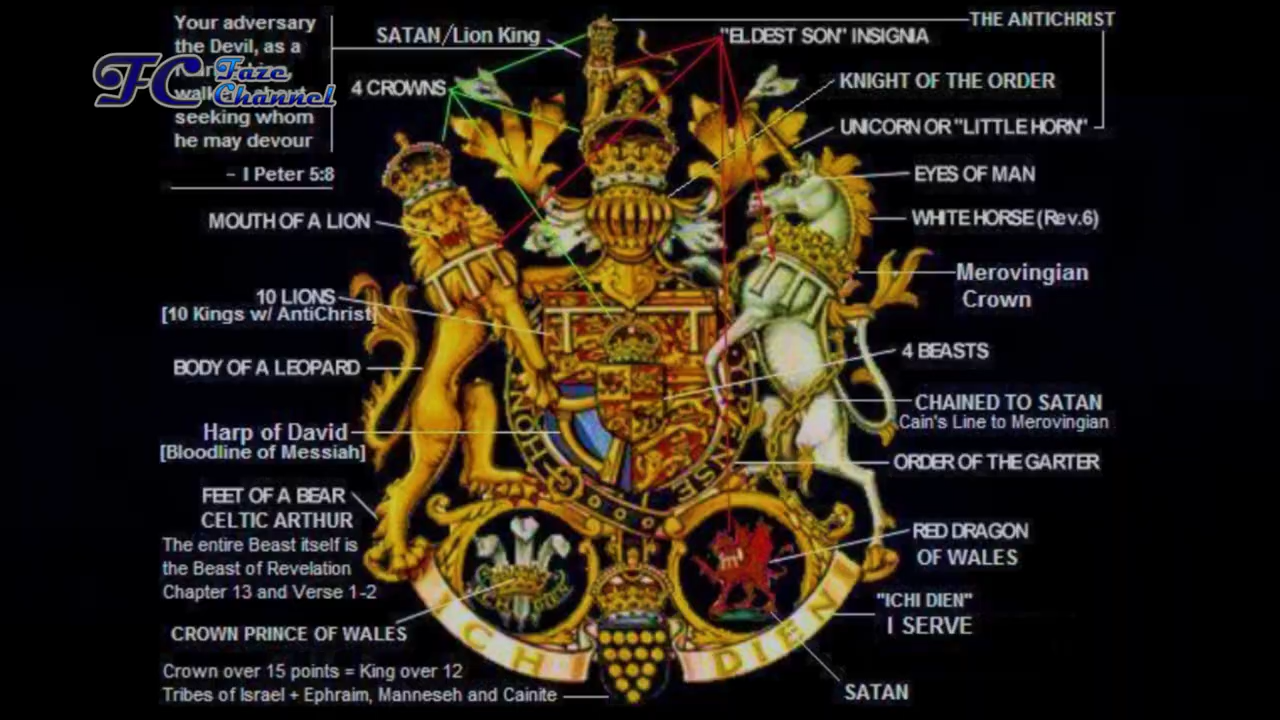 Your adversary
the Devil, as a
seeking whom
he may devour
– I Peter 5:8
TC Faze
Channel
SATAN/Lion King
4 CROWNS
THE ANTICHRIST
"ELDEST SON" INSIGNIA
KNIGHT OF THE ORDER
UNICORN OR "LITTLE HORN"
EYES OF MAN
WHITE HORSE (Rev.6)
Merovingian
Crown
4 BEASTS
CHAINED TO SATAN
Cain's Line to Merovingian
ORDER OF THE GARTER
RED DRAGON
OF WALES
"ICHI DIEN"
I SERVE
SATAN
MOUTH OF A LION
10 LIONS
[10 Kings w/ AntiChrist]
BODY OF A LEOPARD
Harp of David
[Bloodline of Messiah]
FEET OF A BEAR
CELTIC ARTHUR
The entire Beast itself is
the Beast of Revelation
Chapter 13 and Verse 1-2
CROWN PRINCE OF WALES
Crown over 15 points = King over 12
Tribes of Israel + Ephraim, Manneseh and Cainite
HON
NSE
ICH DIEN
ICH DIEN